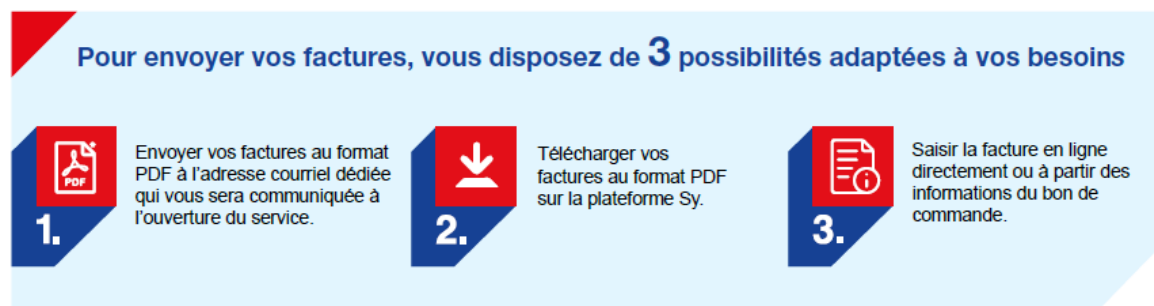 Pour envoyer vos factures, vous disposez de 3 possibilités adaptées à vos besoins
PDF
1.
Envoyer vos factures au format
PDF à l'adresse courriel dédiée
qui vous sera communiquée à
l'ouverture du service.
2.
Télécharger vos
factures au format PDF
sur la plateforme Sy.
3.
Saisir la facture en ligne
directement ou à partir des
informations du bon de
commande.